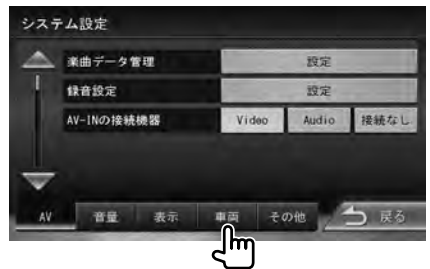 システム設定
楽曲データ管理 設定
録音設定 設定
AV-INの接続機器 Video Audio 接続なし
AV 音量 表示 車両 その他 戻る